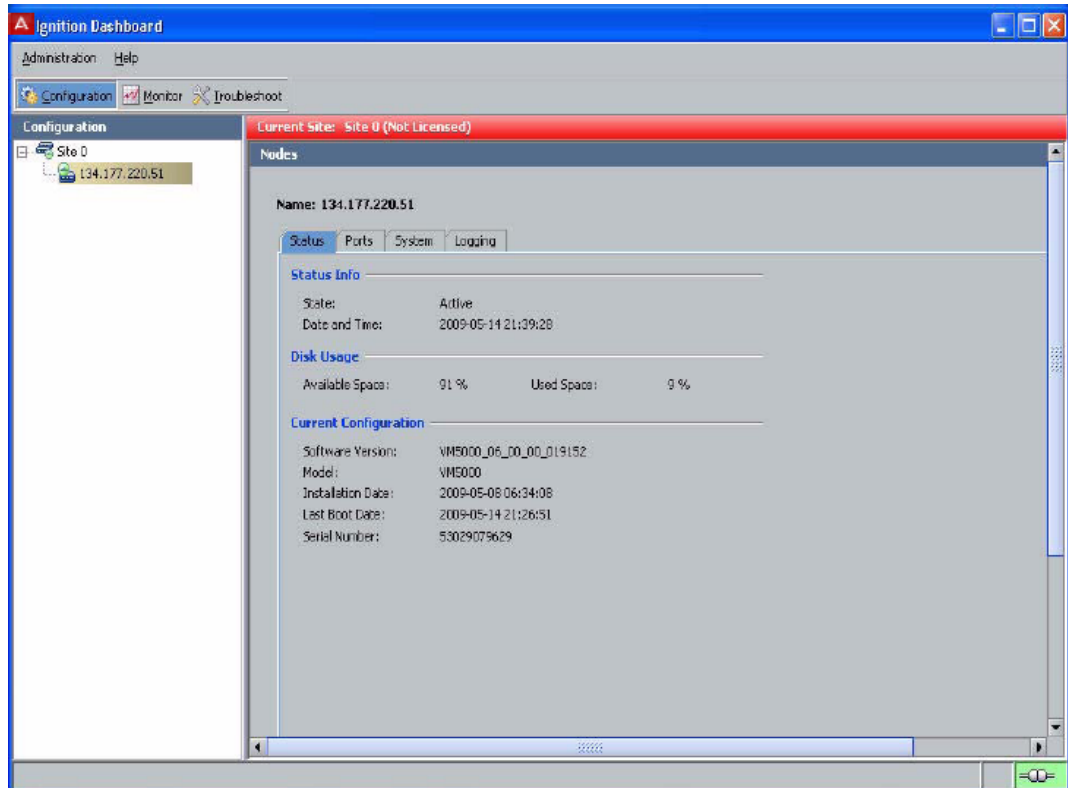 Ignition Dashboard
Administration Help
Configuration Monitor Troubleshoot
Configuration
Current Site: Site 0 (Not Licensed)
Site 0
134.177.220.51
Nodes
Name: 134.177.220.51
Status Ports System Logging
Status Info
State: Active
Date and Time: 2009-05-14 21:39:28
Disk Usage
Available Space: 91 % Used Space: 9 %
Current Configuration
Software Version: VM5000_06_00_00_019152
Model: VM5000
Installation Date: 2009-05-08 06:34:08
Last Boot Date: 2009-05-14 21:26:51
Serial Number: 53029079629